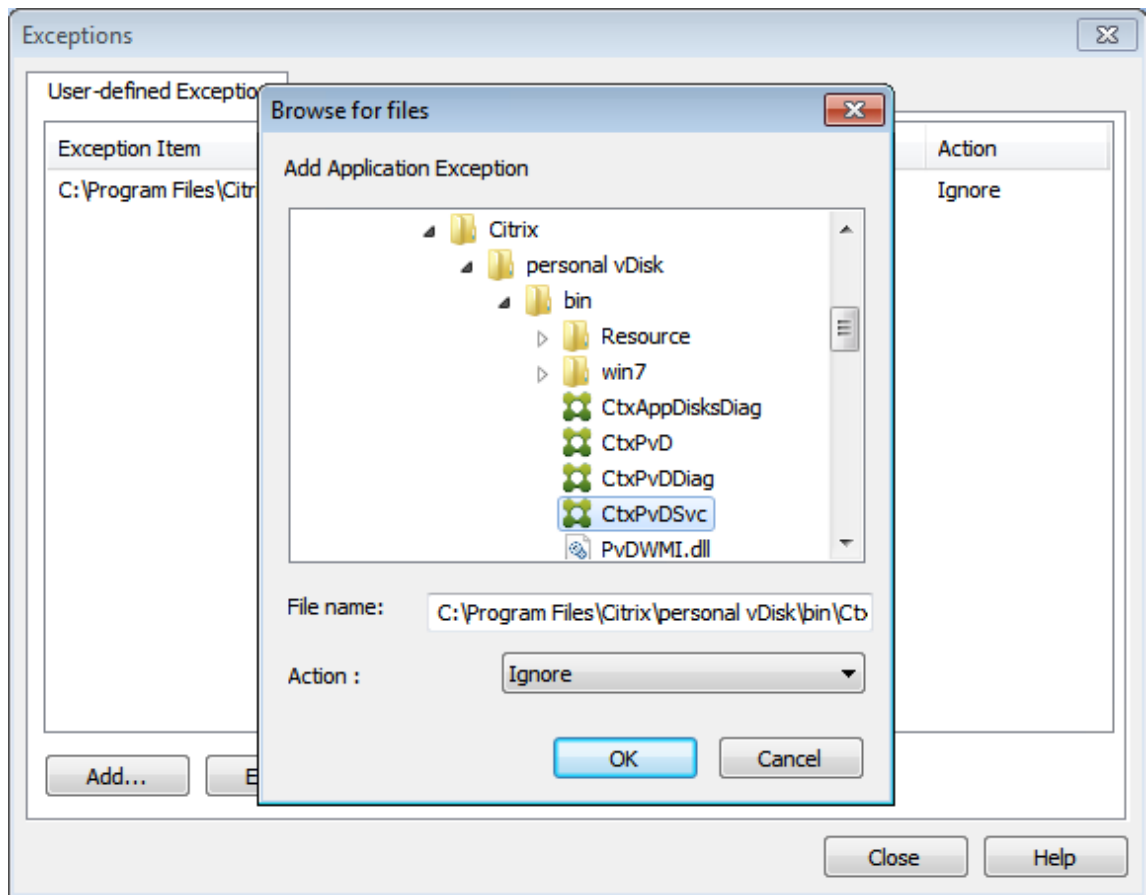 Exceptions
User-defined Exceptio
Browse for files
Exception Item
Action
Add Application Exception
C:\Program Files\Citr
Ignore
Citrix
personal vDisk
bin
Resource
win7
CtxAppDisksDiag
CtxPvD
CtxPvDDiag
CtxPvDSvc
PvDWMI.dll
File name:
C:\Program Files\Citrix\personal vDisk\bin\Ctx
Action :
Ignore
OK
Cancel
Add...
E
Close
Help